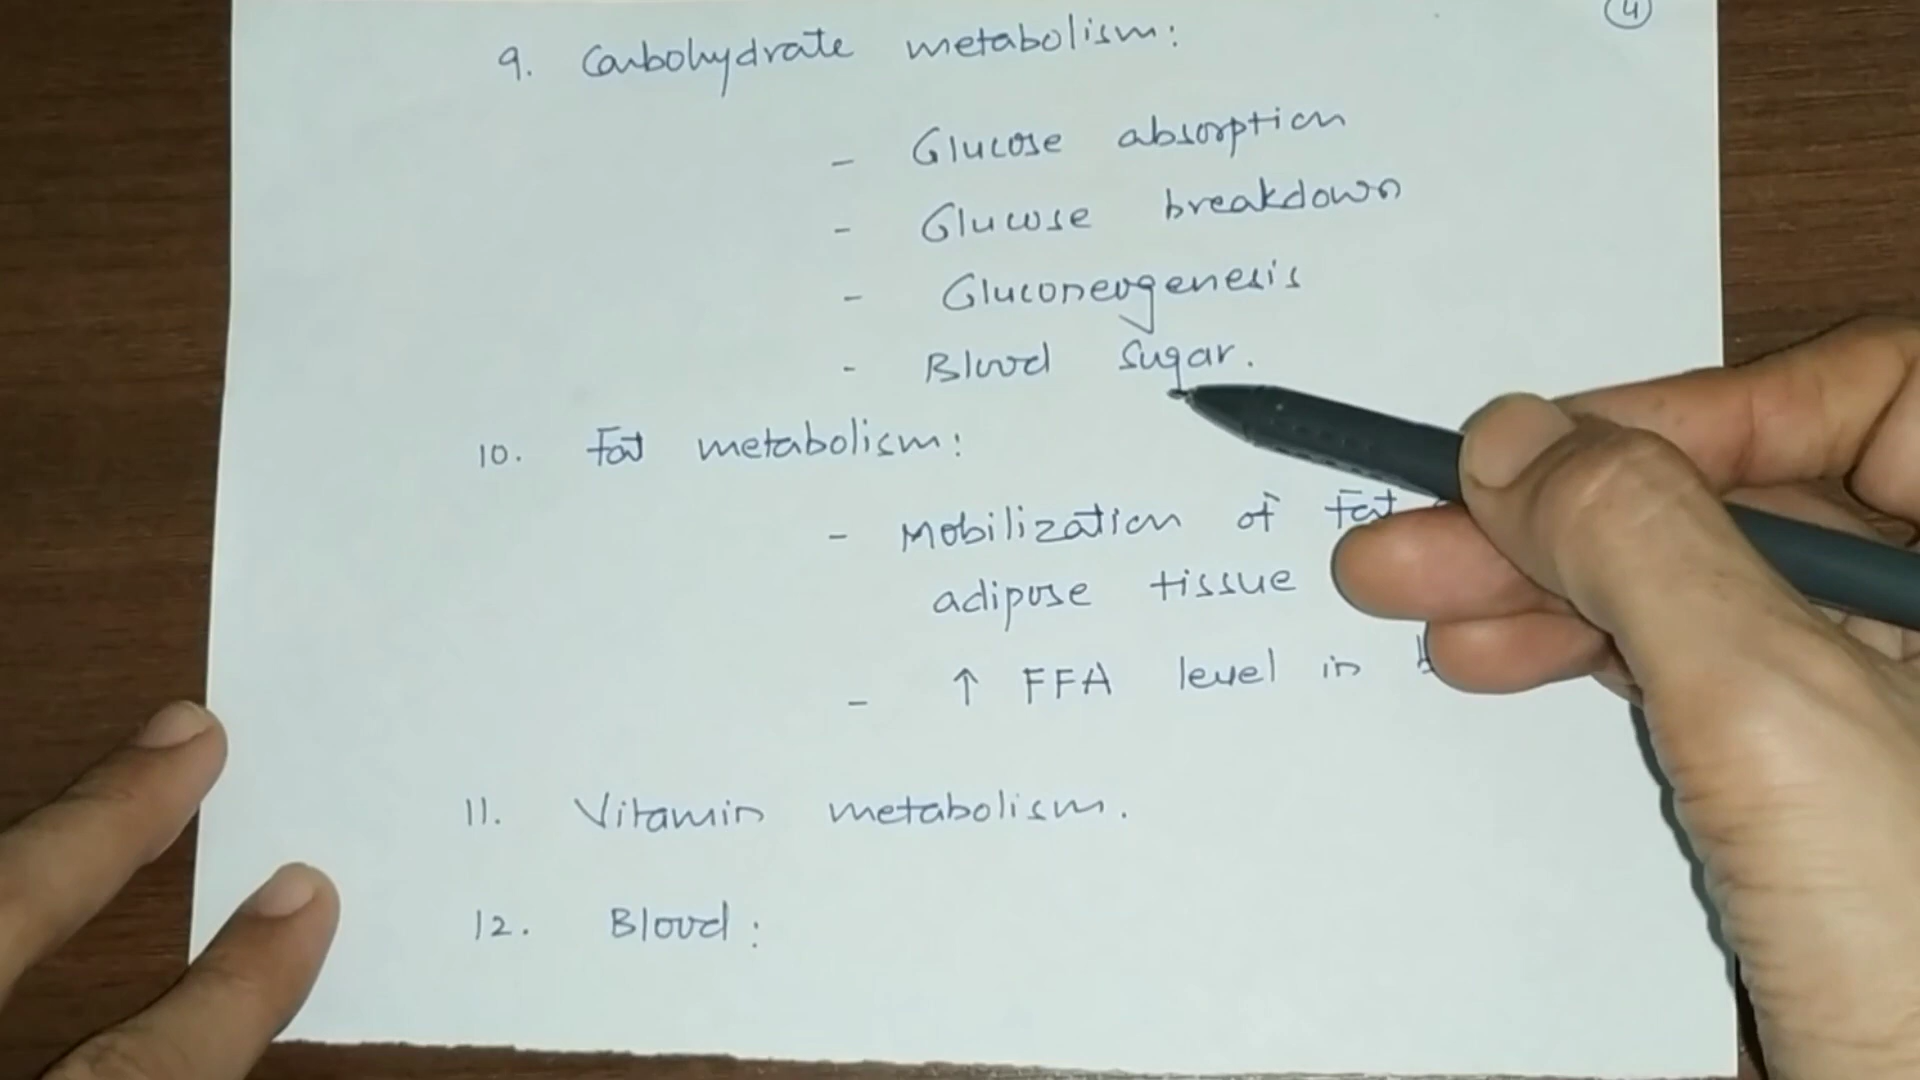 4
9. Carbohydrate metabolism:
- Glucose absorption
- Glucose breakdown
- Gluconeogenesis
- Blood sugar.
10. Fat metabolism:
- Mobilization of Fat
adipose tissue
- ↑ FFA level in
11. Vitamin metabolism.
12. Blood: